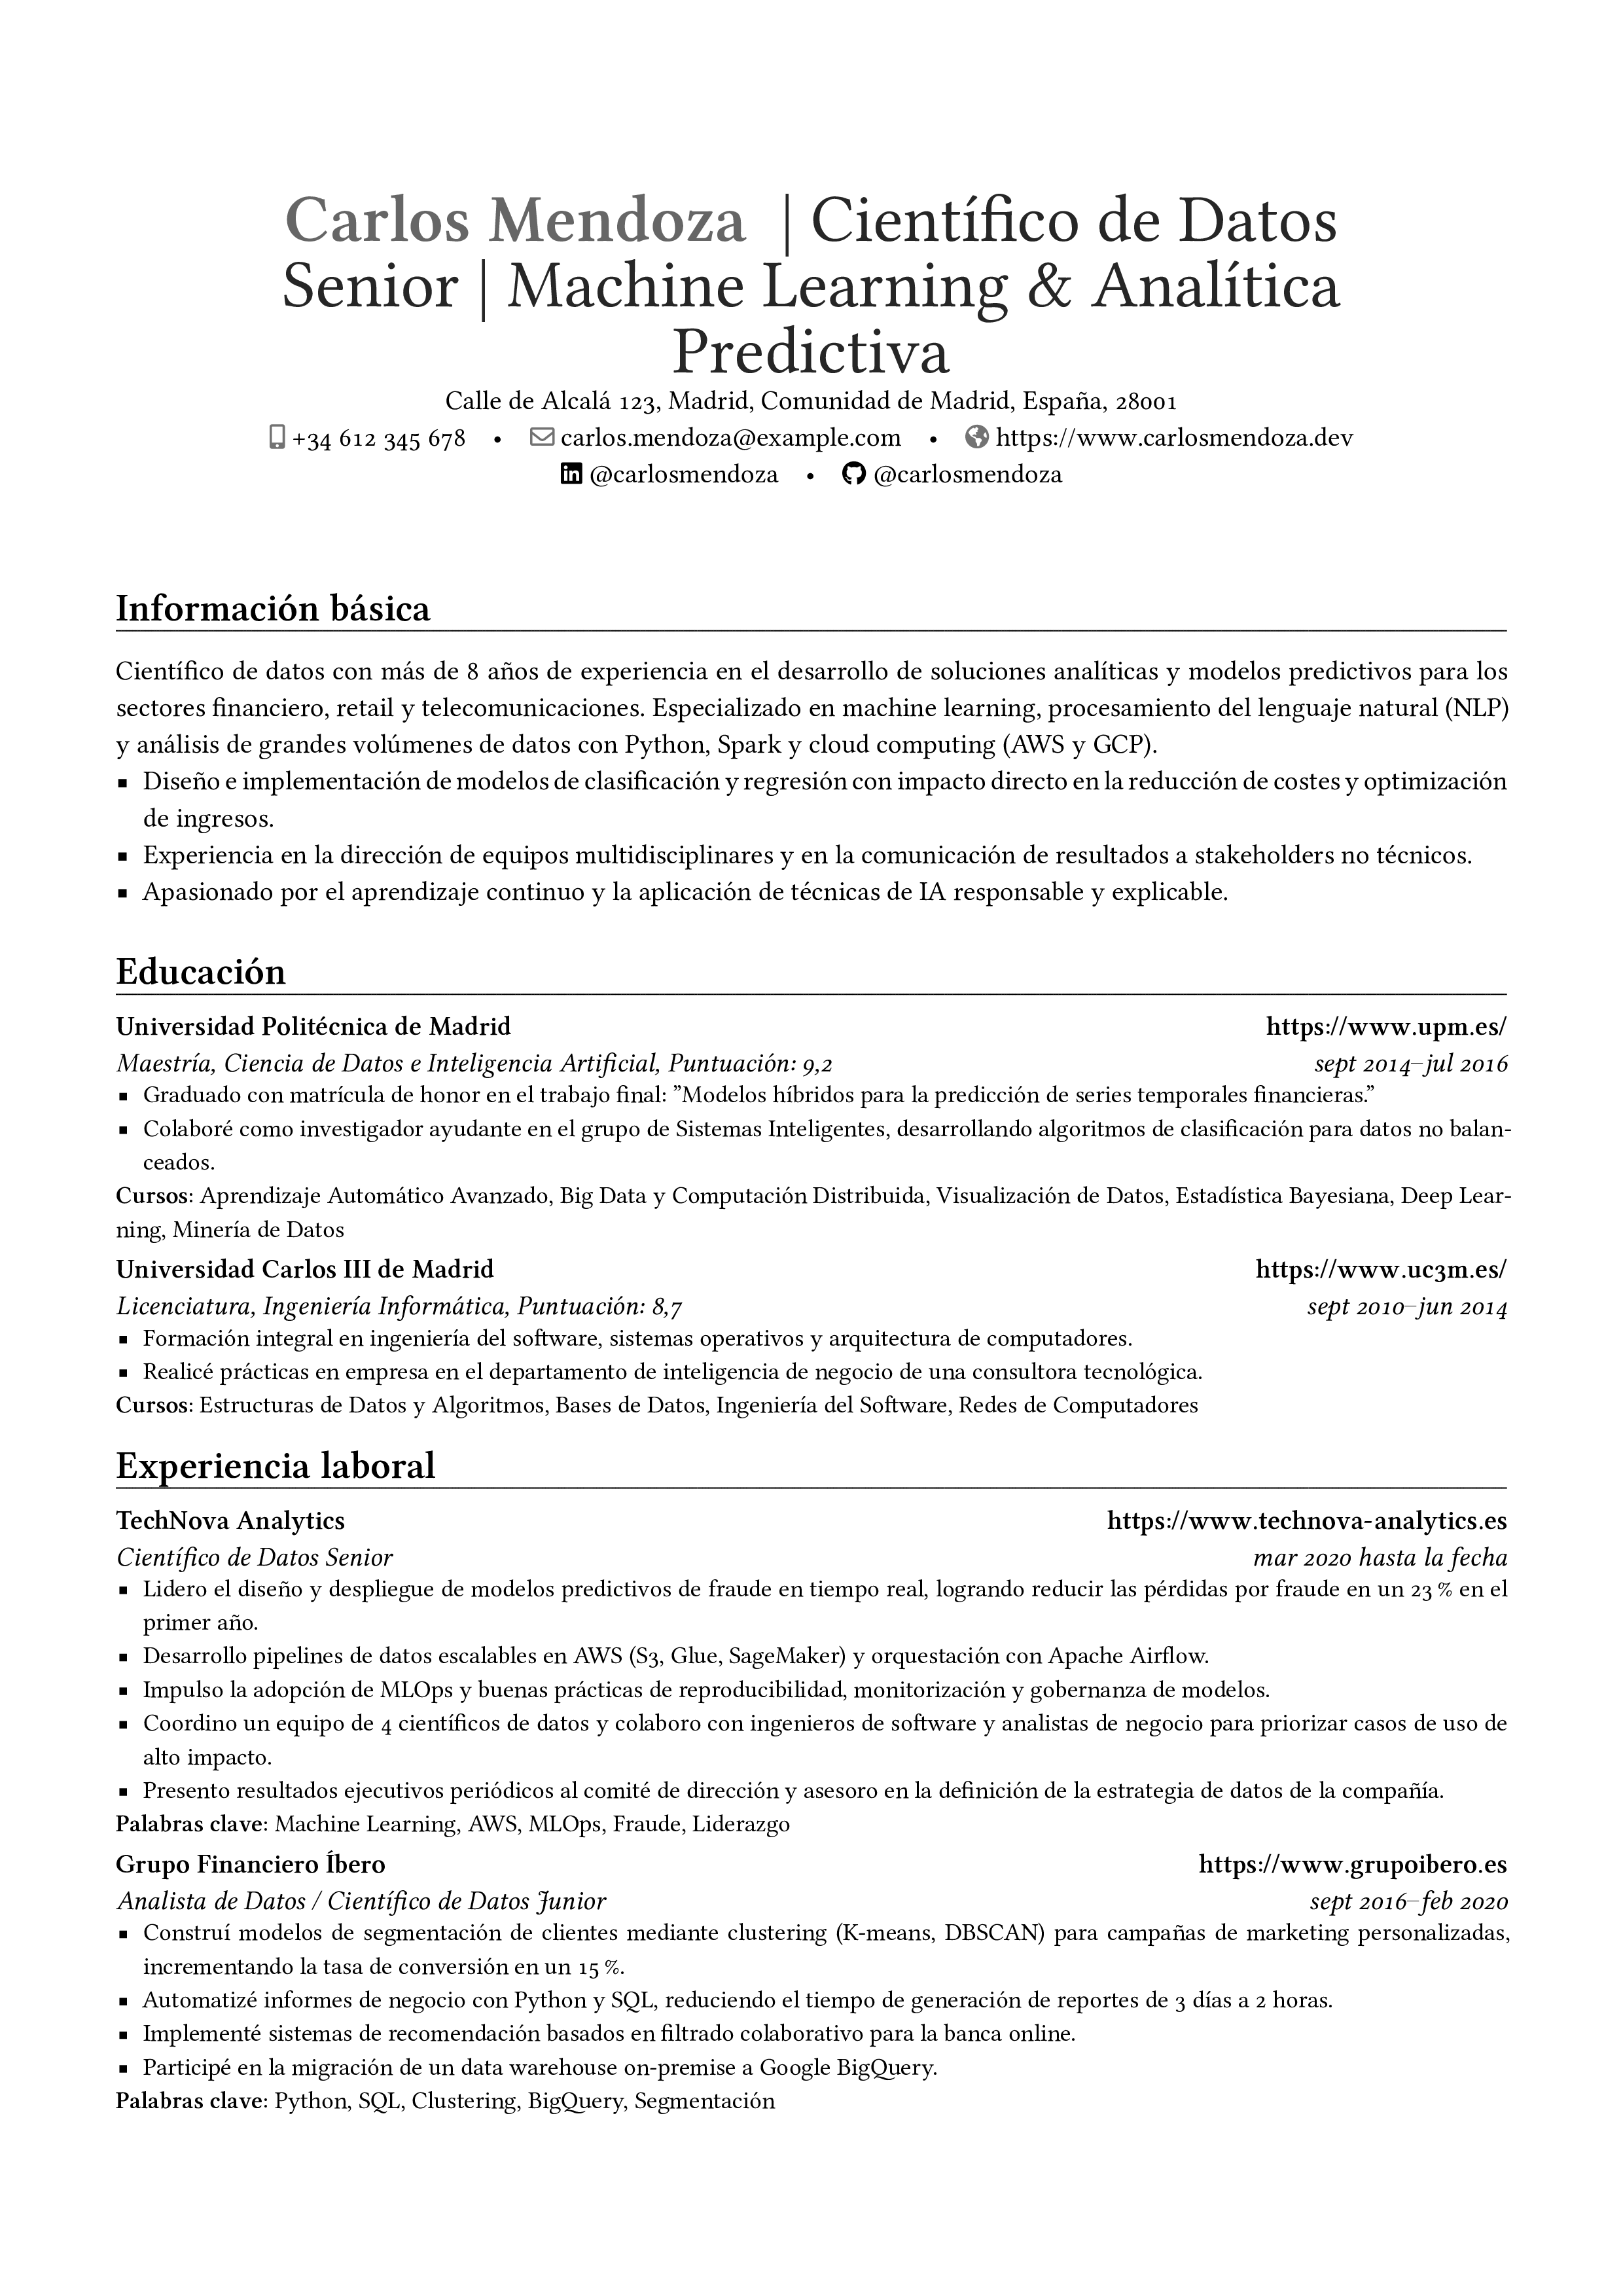 Carlos Mendoza | Científico de Datos
Senior | Machine Learning & Analítica
Predictiva
Calle de Alcalá 123, Madrid, Comunidad de Madrid, España, 28001
+34 612 345 678 • carlos.mendoza@example.com • https://www.carlosmendoza.dev
@carlosmendoza • @carlosmendoza
Información básica
Científico de datos con más de 8 años de experiencia en el desarrollo de soluciones analíticas y modelos predictivos para los
sectores financiero, retail y telecomunicaciones. Especializado en machine learning, procesamiento del lenguaje natural (NLP)
y análisis de grandes volúmenes de datos con Python, Spark y cloud computing (AWS y GCP).
▪ Diseño e implementación de modelos de clasificación y regresión con impacto directo en la reducción de costes y optimización
de ingresos.
▪ Experiencia en la dirección de equipos multidisciplinares y en la comunicación de resultados a stakeholders no técnicos.
▪ Apasionado por el aprendizaje continuo y la aplicación de técnicas de IA responsable y explicable.
Educación
Universidad Politécnica de Madrid https://www.upm.es/
Maestría, Ciencia de Datos e Inteligencia Artificial, Puntuación: 9,2 sept 2014–jul 2016
▪ Graduado con matrícula de honor en el trabajo final: ”Modelos híbridos para la predicción de series temporales financieras.”
▪ Colaboré como investigador ayudante en el grupo de Sistemas Inteligentes, desarrollando algoritmos de clasificación para datos no balan-
ceados.
Cursos: Aprendizaje Automático Avanzado, Big Data y Computación Distribuida, Visualización de Datos, Estadística Bayesiana, Deep Lear-
ning, Minería de Datos
Universidad Carlos III de Madrid https://www.uc3m.es/
Licenciatura, Ingeniería Informática, Puntuación: 8,7 sept 2010–jun 2014
▪ Formación integral en ingeniería del software, sistemas operativos y arquitectura de computadores.
▪ Realicé prácticas en empresa en el departamento de inteligencia de negocio de una consultora tecnológica.
Cursos: Estructuras de Datos y Algoritmos, Bases de Datos, Ingeniería del Software, Redes de Computadores
Experiencia laboral
TechNova Analytics https://www.technova-analytics.es
Científico de Datos Senior mar 2020 hasta la fecha
▪ Lidero el diseño y despliegue de modelos predictivos de fraude en tiempo real, logrando reducir las pérdidas por fraude en un 23 % en el
primer año.
▪ Desarrollo pipelines de datos escalables en AWS (S3, Glue, SageMaker) y orquestación con Apache Airflow.
▪ Impulso la adopción de MLOps y buenas prácticas de reproducibilidad, monitorización y gobernanza de modelos.
▪ Coordino un equipo de 4 científicos de datos y colaboro con ingenieros de software y analistas de negocio para priorizar casos de uso de
alto impacto.
▪ Presento resultados ejecutivos periódicos al comité de dirección y asesoro en la definición de la estrategia de datos de la compañía.
Palabras clave: Machine Learning, AWS, MLOps, Fraude, Liderazgo
Grupo Financiero Íbero https://www.grupoibero.es
Analista de Datos / Científico de Datos Junior sept 2016–feb 2020
▪ Construí modelos de segmentación de clientes mediante clustering (K-means, DBSCAN) para campañas de marketing personalizadas,
incrementando la tasa de conversión en un 15 %.
▪ Automatizé informes de negocio con Python y SQL, reduciendo el tiempo de generación de reportes de 3 días a 2 horas.
▪ Implementé sistemas de recomendación basados en filtrado colaborativo para la banca online.
▪ Participé en la migración de un data warehouse on-premise a Google BigQuery.
Palabras clave: Python, SQL, Clustering, BigQuery, Segmentación